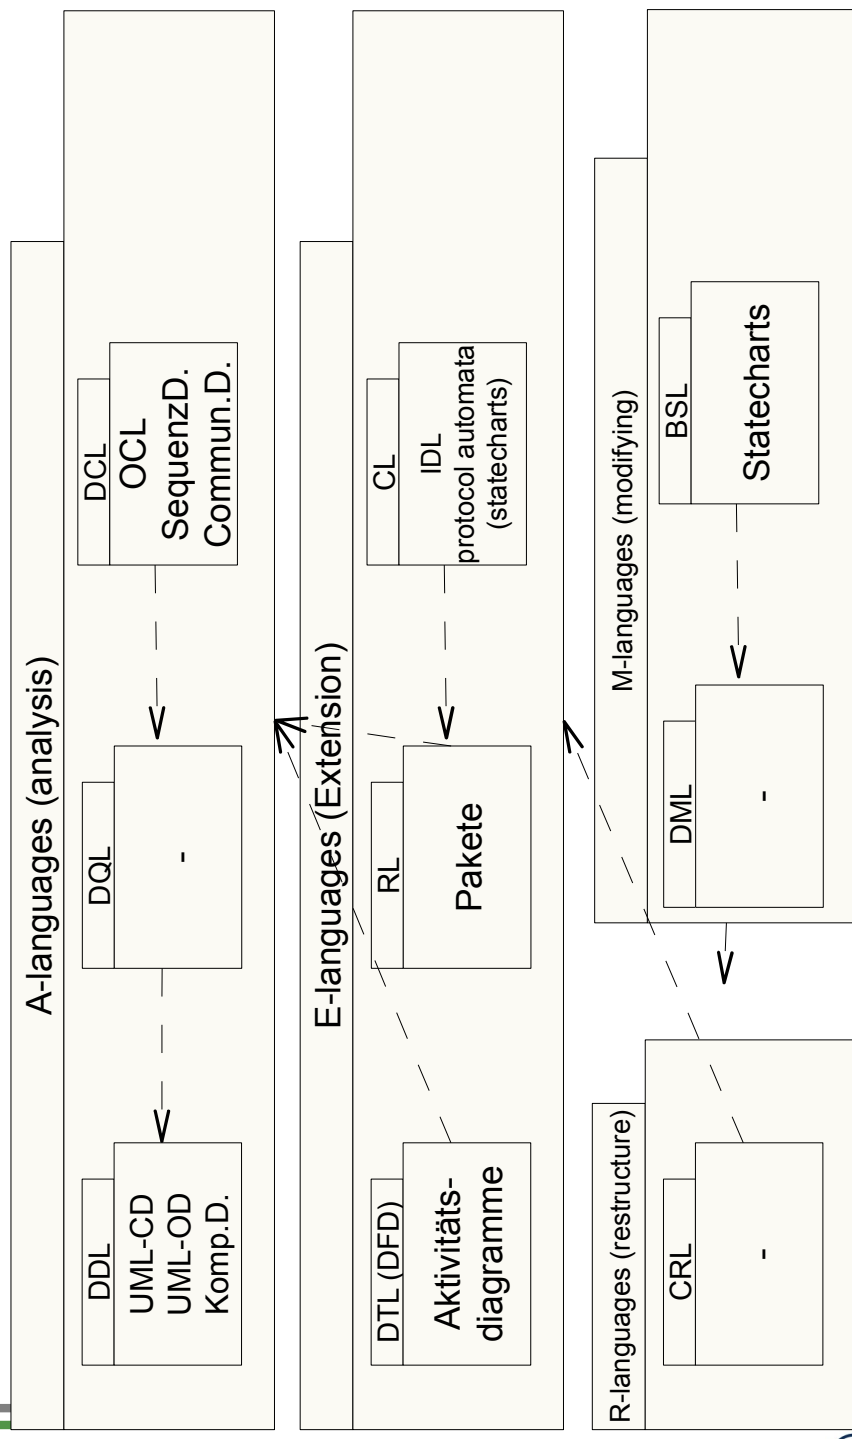 A-languages (analysis)
DDL
UML-CD
UML-OD
Komp.D.
DQL
-
DCL
OCL
SequenzD.
Commun.D.
E-languages (Extension)
DTL (DFD)
Aktivitäts-
diagramme
RL
Pakete
CL
IDL
protocol automata
(statecharts)
R-languages (restructure)
CRL
-
M-languages (modifying)
DML
-
BSL
Statecharts